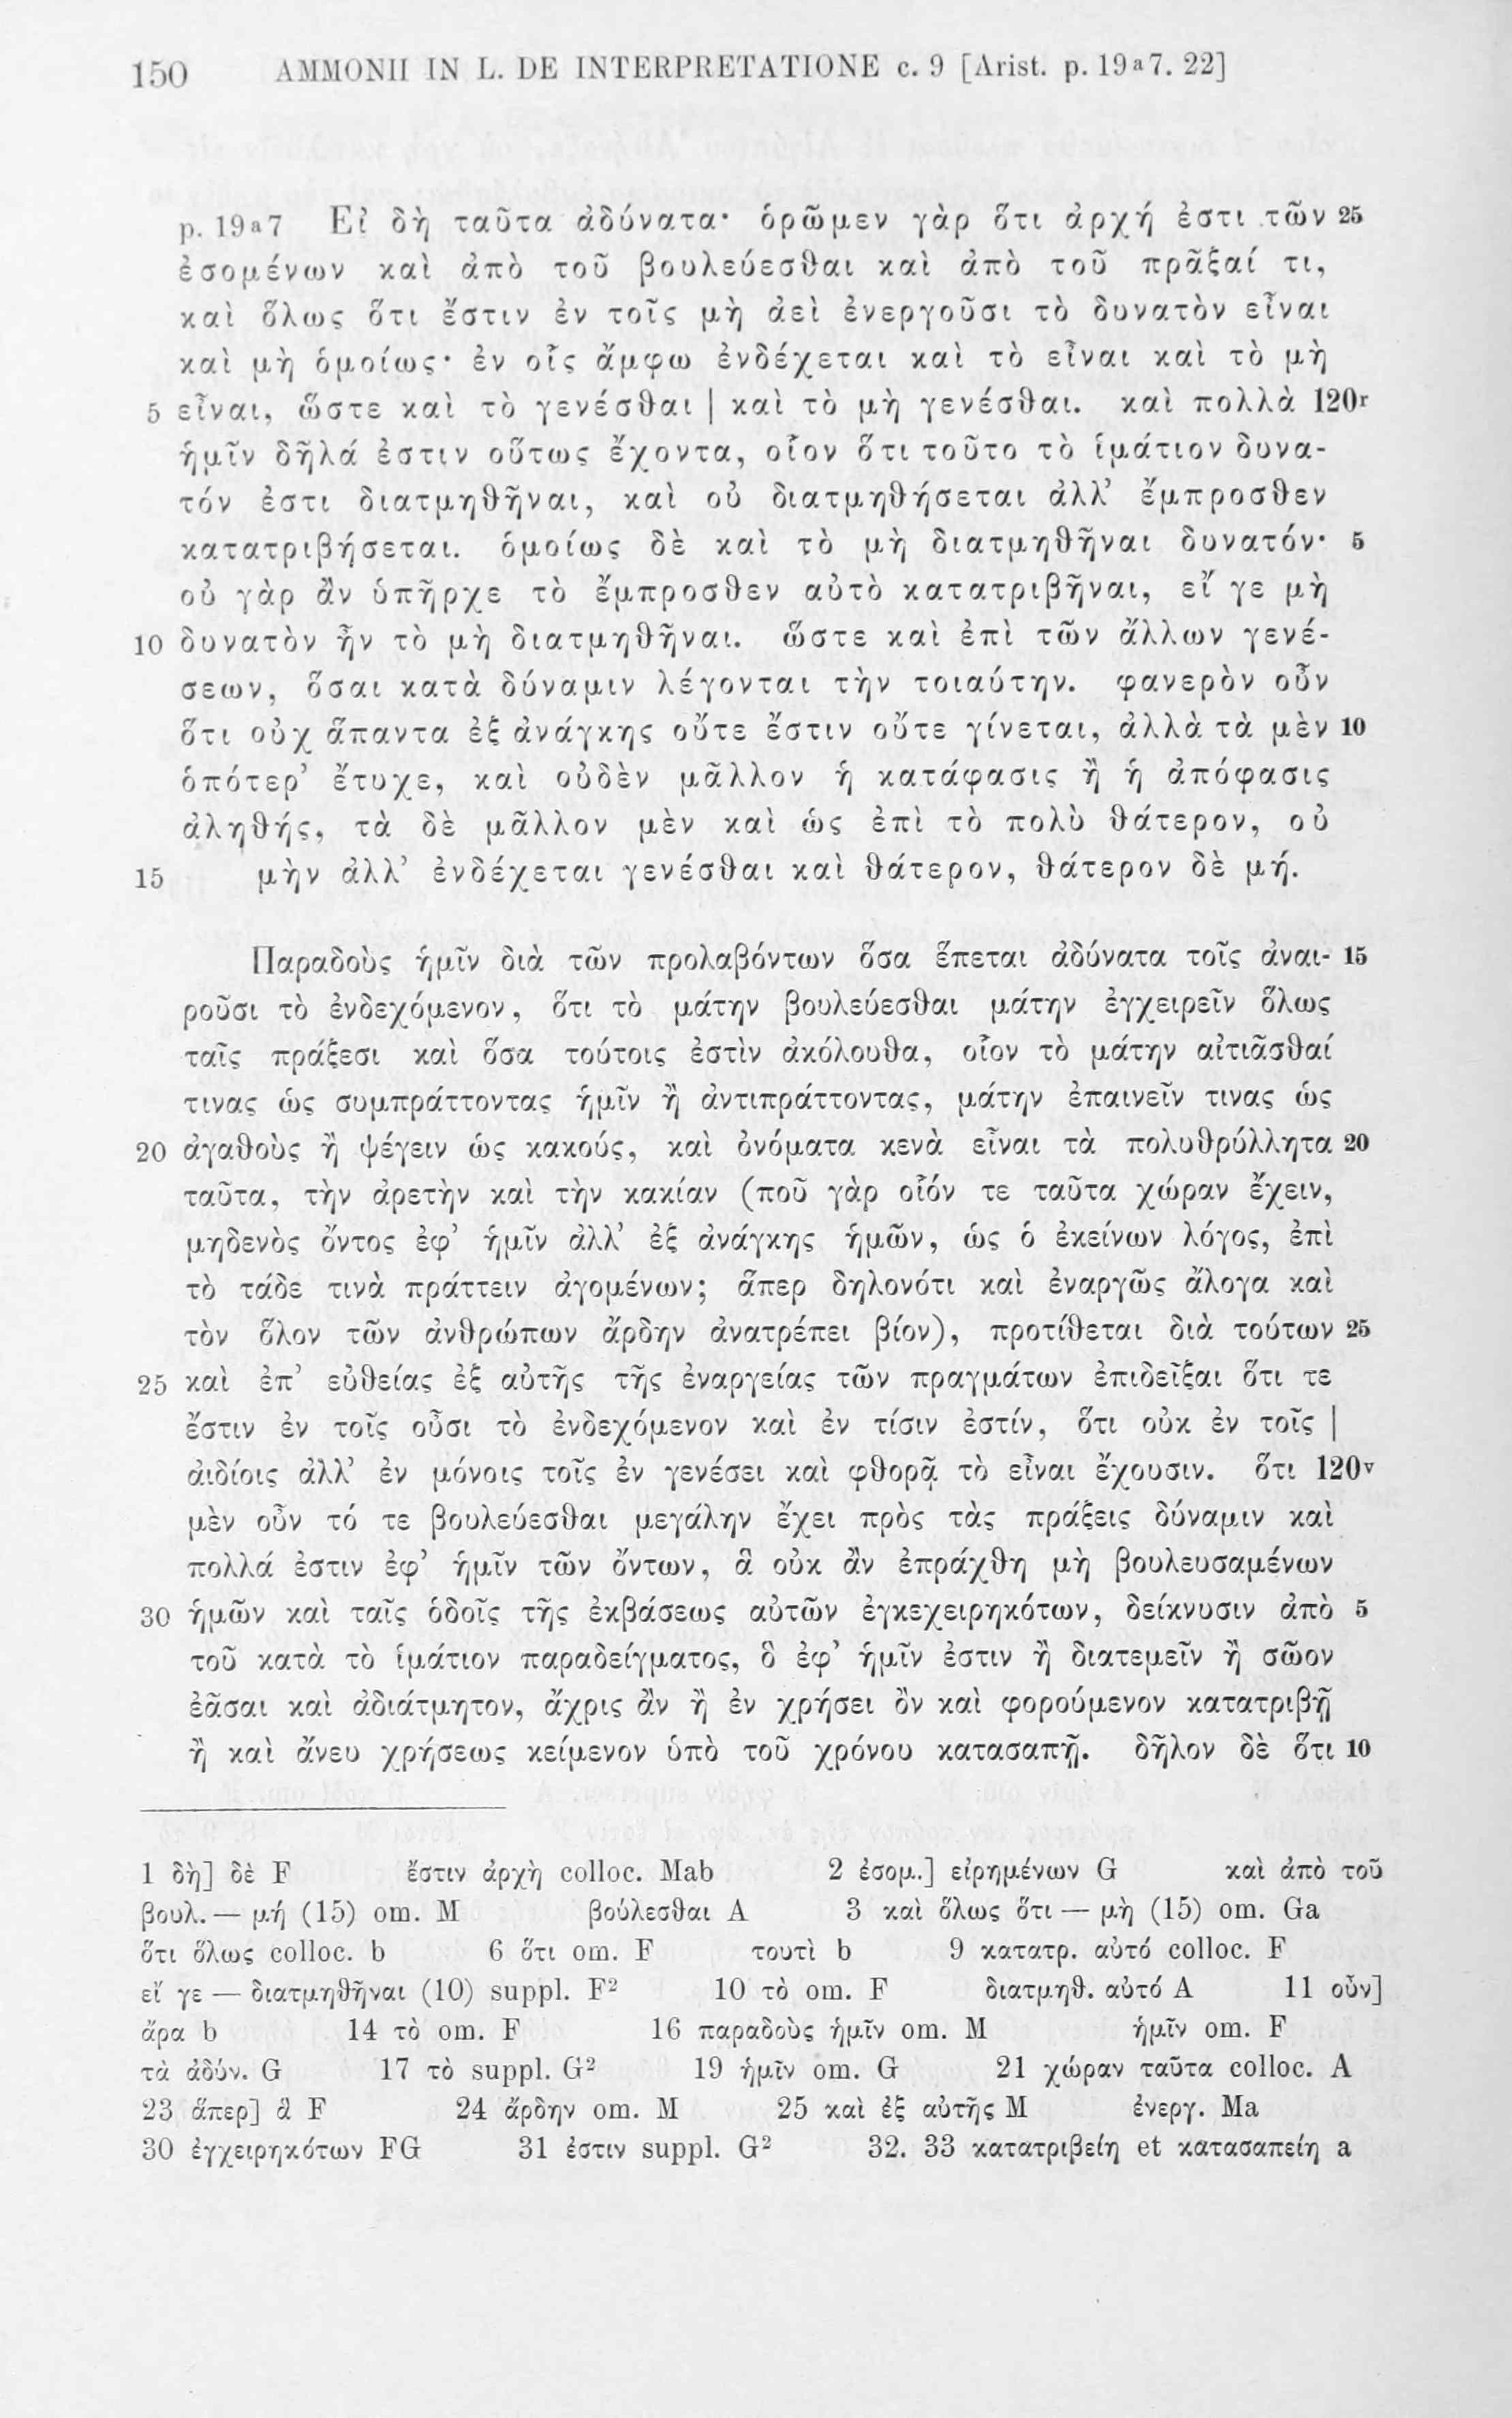 150 AMMONII IN L. DE INTERPRETATIONE c. 9 [Arist. p. 19a7. 22]
p. 19a7 Εἰ δὴ ταῦτα ἀδύνατα· ὁρῶμεν γὰρ ὅτι ἀρχή ἐστι τῶν 25
ἐσομένων καὶ ἀπὸ τοῦ βουλεύεσθαι καὶ ἀπὸ τοῦ πρᾶξαί τι,
καὶ ὅλως ὅτι ἔστιν ἐν τοῖς μὴ ἀεὶ ἐνεργοῦσι τὸ δυνατὸν εἶναι
καὶ μὴ ὁμοίως· ἐν οἷς ἄμφω ἐνδέχεται καὶ τὸ εἶναι καὶ τὸ μὴ
5 εἶναι, ὥστε καὶ τὸ γενέσθαι | καὶ τὸ μὴ γενέσθαι. καὶ πολλὰ 120r
ἡμῖν δῆλά ἐστιν οὕτως ἔχοντα, οἷον ὅτι τοῦτο τὸ ἱμάτιον δυνα-
τόν ἐστι διατμηθῆναι, καὶ οὐ διατμηθήσεται ἀλλ’ ἔμπροσθεν
κατατριβήσεται. ὁμοίως δὲ καὶ τὸ μὴ διατμηθῆναι δυνατόν· 5
οὐ γὰρ ἂν ὑπῆρχε τὸ ἔμπροσθεν αὐτὸ κατατριβῆναι, εἴ γε μὴ
10 δυνατὸν ἦν τὸ μὴ διατμηθῆναι. ὥστε καὶ ἐπὶ τῶν ἄλλων γενέ-
σεων, ὅσαι κατὰ δύναμιν λέγονται τὴν τοιαύτην. φανερὸν οὖν
ὅτι οὐχ ἅπαντα ἐξ ἀνάγκης οὔτε ἔστιν οὔτε γίνεται, ἀλλὰ τὰ μὲν 10
ὁπότερ’ ἔτυχε, καὶ οὐδὲν μᾶλλον ἡ κατάφασις ἢ ἡ ἀπόφασις
ἀληθής, τὰ δὲ μᾶλλον μὲν καὶ ὡς ἐπὶ τὸ πολὺ θάτερον, οὐ
15 μὴν ἀλλ’ ἐνδέχεται γενέσθαι καὶ θάτερον, θάτερον δὲ μή.
Παραδοὺς ἡμῖν διὰ τῶν προλαβόντων ὅσα ἕπεται ἀδύνατα τοῖς ἀναι- 15
ροῦσι τὸ ἐνδεχόμενον, ὅτι τὸ μάτην βουλεύεσθαι μάτην ἐγχειρεῖν ὅλως
ταῖς πράξεσι καὶ ὅσα τούτοις ἐστὶν ἀκόλουθα, οἷον τὸ μάτην αἰτιᾶσθαί
τινας ὡς συμπράττοντας ἡμῖν ἢ ἀντιπράττοντας, μάτην ἐπαινεῖν τινας ὡς
20 ἀγαθοὺς ἢ ψέγειν ὡς κακούς, καὶ ὀνόματα κενὰ εἶναι τὰ πολυθρύλλητα 20
ταῦτα, τὴν ἀρετὴν καὶ τὴν κακίαν (ποῦ γὰρ οἷόν τε ταῦτα χώραν ἔχειν,
μηδενὸς ὄντος ἐφ’ ἡμῖν ἀλλ’ ἐξ ἀνάγκης ἡμῶν, ὡς ὁ ἐκείνων λόγος, ἐπὶ
τὸ τάδε τινὰ πράττειν ἀγομένων; ἅπερ δηλονότι καὶ ἐναργῶς ἄλογα καὶ
τὸν ὅλον τῶν ἀνθρώπων ἄρδην ἀνατρέπει βίον), προτίθεται διὰ τούτων 25
25 καὶ ἐπ’ εὐθείας ἐξ αὐτῆς τῆς ἐναργείας τῶν πραγμάτων ἐπιδεῖξαι ὅτι τε
ἔστιν ἐν τοῖς οὖσι τὸ ἐνδεχόμενον καὶ ἐν τίσιν ἐστίν, ὅτι οὐκ ἐν τοῖς |
ἀιδίοις ἀλλ’ ἐν μόνοις τοῖς ἐν γενέσει καὶ φθορᾷ τὸ εἶναι ἔχουσιν. ὅτι 120v
μὲν οὖν τό τε βουλεύεσθαι μεγάλην ἔχει πρὸς τὰς πράξεις δύναμιν καὶ
πολλά ἐστιν ἐφ’ ἡμῖν τῶν ὄντων, ἃ οὐκ ἂν ἐπράχθη μὴ βουλευσαμένων
30 ἡμῶν καὶ ταῖς ὁδοῖς τῆς ἐκβάσεως αὐτῶν ἐγκεχειρηκότων, δείκνυσιν ἀπὸ 5
τοῦ κατὰ τὸ ἱμάτιον παραδείγματος, ὃ ἐφ’ ἡμῖν ἐστιν ἢ διατεμεῖν ἢ σῶον
ἐᾶσαι καὶ ἀδιάτμητον, ἄχρις ἂν ἢ ἐν χρήσει ὂν καὶ φορούμενον κατατριβῇ
ἢ καὶ ἄνευ χρήσεως κείμενον ὑπὸ τοῦ χρόνου κατασαπῇ. δῆλον δὲ ὅτι 10
1 δὴ] δὲ F ἔστιν ἀρχὴ colloc. Mab 2 ἐσομ.] εἰρημένων G καὶ ἀπὸ τοῦ
βουλ. — μή (15) om. M βούλεσθαι A 3 καὶ ὅλως ὅτι — μὴ (15) om. Ga
ὅτι ὅλως colloc. b 6 ὅτι om. F τουτὶ b 9 κατατρ. αὐτό colloc. F
εἴ γε — διατμηθῆναι (10) suppl. F² 10 τὸ om. F διατμηθ. αὐτό A 11 οὖν]
ἄρα b 14 τὸ om. F 16 παραδοὺς ἡμῖν om. M ἡμῖν om. F
τὰ ἀδύν. G 17 τὸ suppl. G² 19 ἡμῖν om. G 21 χώραν ταῦτα colloc. A
23 ἅπερ] ἃ F 24 ἄρδην om. M 25 καὶ ἐξ αὐτῆς M ἐνεργ. Ma
30 ἐγχειρηκότων FG 31 ἐστιν suppl. G² 32. 33 κατατριβείη et κατασαπείη a